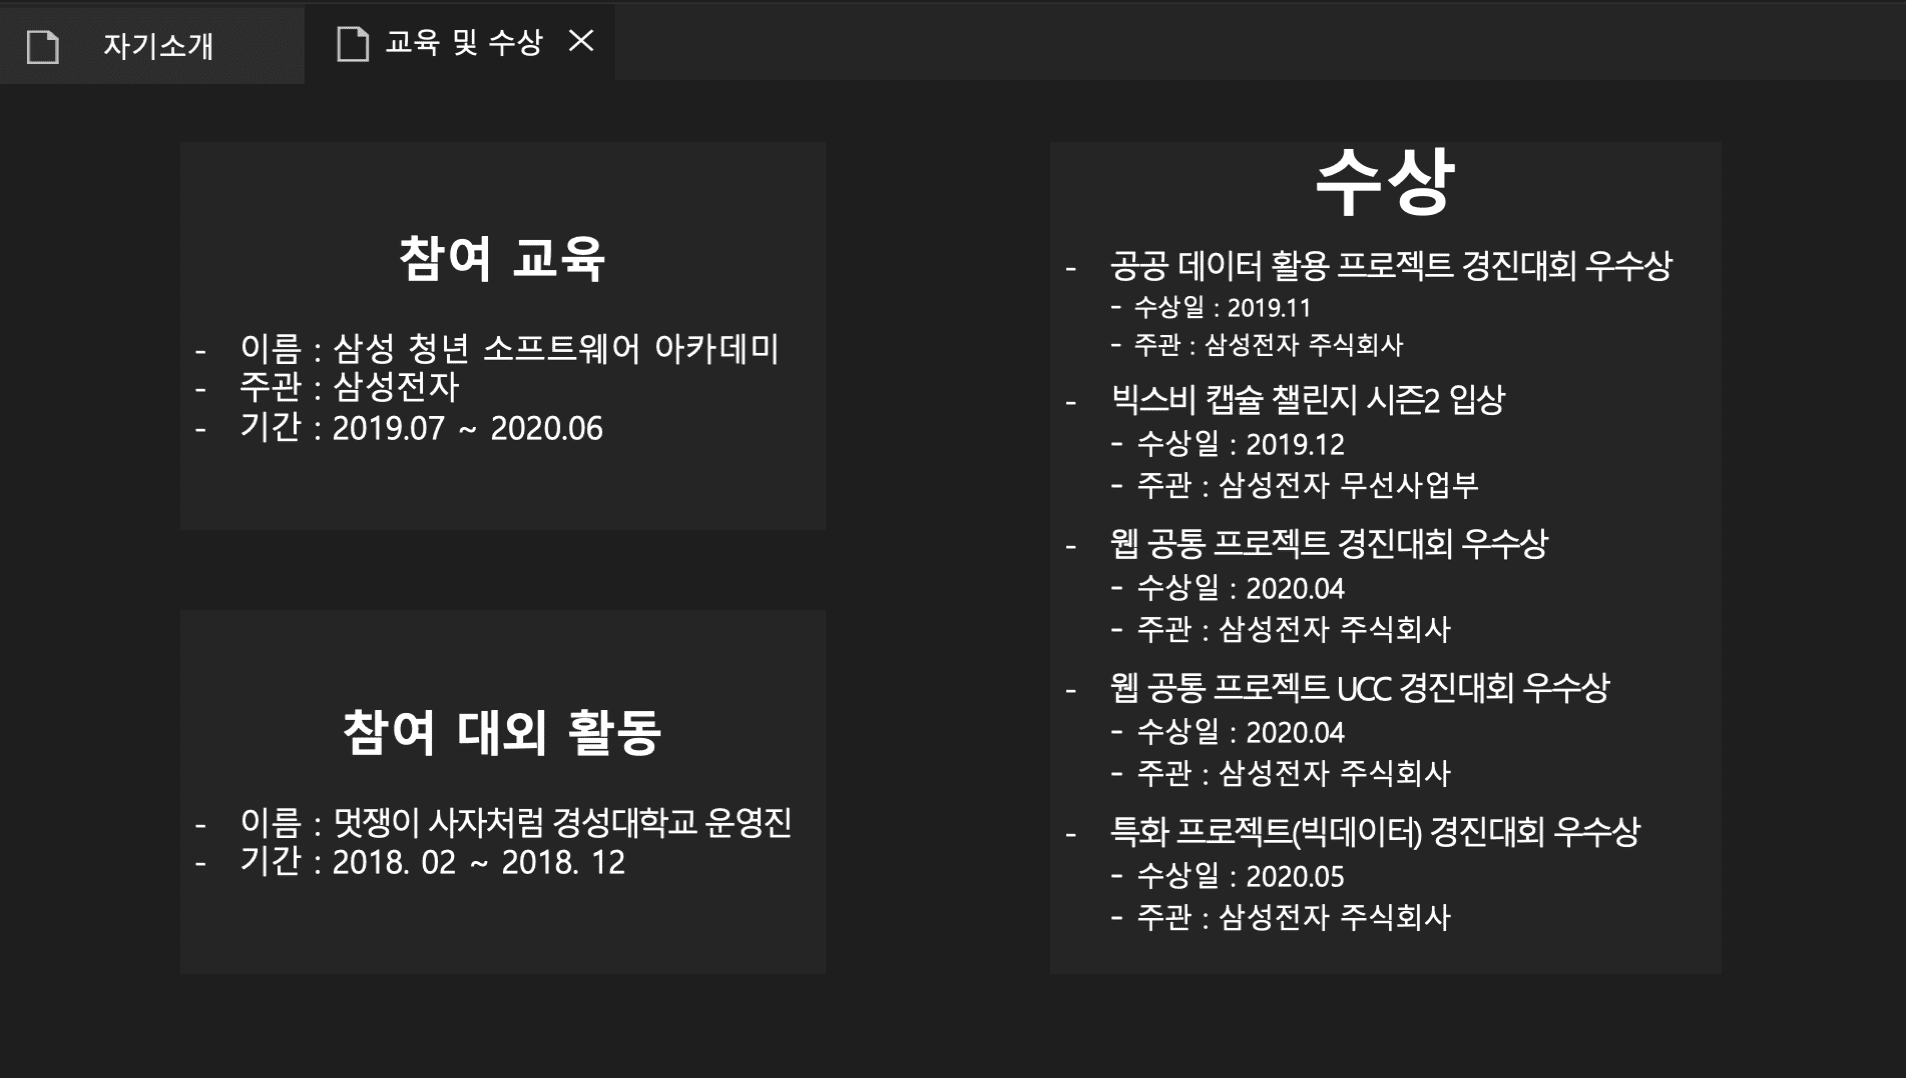 자기소개
교육 및 수상
참여 교육
- 이름 : 삼성 청년 소프트웨어 아카데미
- 주관 : 삼성전자
- 기간 : 2019.07 ~ 2020.06
참여 대외 활동
- 이름 : 멋쟁이 사자처럼 경성대학교 운영진
- 기간 : 2018. 02 ~ 2018. 12
수상
- 공공 데이터 활용 프로젝트 경진대회 우수상
- 수상일 : 2019.11
- 주관 : 삼성전자 주식회사
- 빅스비 캡슐 챌린지 시즌2 입상
- 수상일 : 2019.12
- 주관 : 삼성전자 무선사업부
- 웹 공통 프로젝트 경진대회 우수상
- 수상일 : 2020.04
- 주관 : 삼성전자 주식회사
- 웹 공통 프로젝트 UCC 경진대회 우수상
- 수상일 : 2020.04
- 주관 : 삼성전자 주식회사
- 특화 프로젝트(빅데이터) 경진대회 우수상
- 수상일 : 2020.05
- 주관 : 삼성전자 주식회사